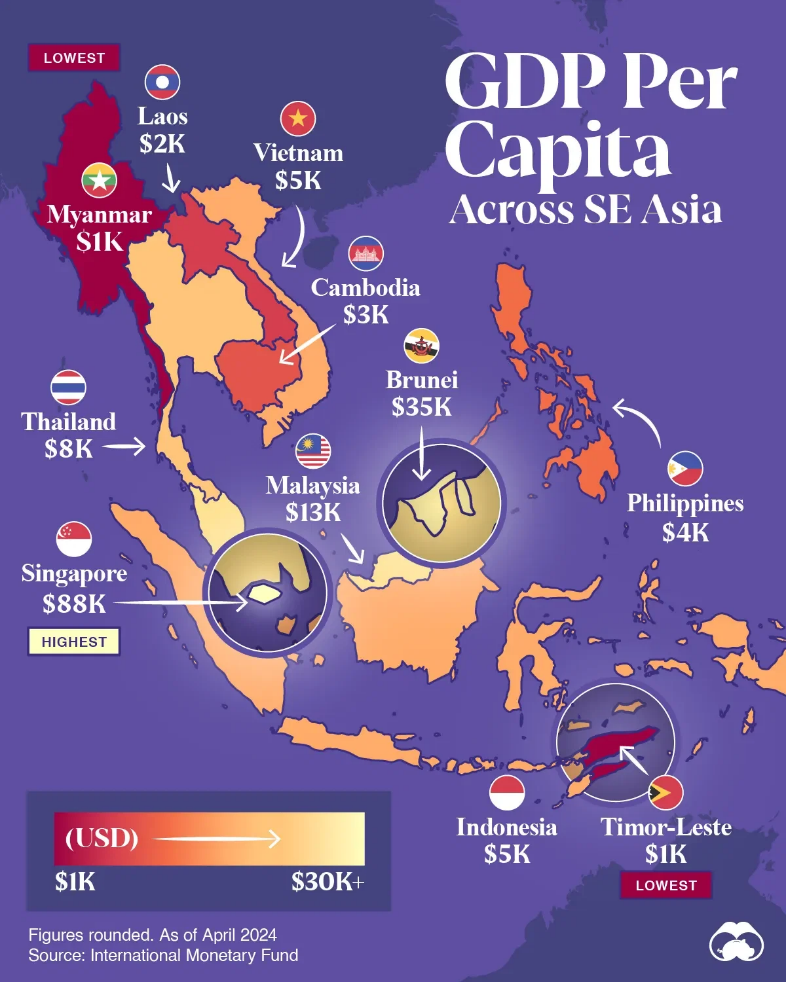 GDP Per
Capita
Across SE Asia
LOWEST
Laos
$2K
Vietnam
$5K
Myanmar
$1K
Cambodia
$3K
Brunei
$35K
Thailand
$8K
Malaysia
$13K
Philippines
$4K
Singapore
$88K
HIGHEST
Indonesia
$5K
Timor-Leste
$1K
LOWEST
(USD)
$1K
$30K+
Figures rounded. As of April 2024
Source: International Monetary Fund